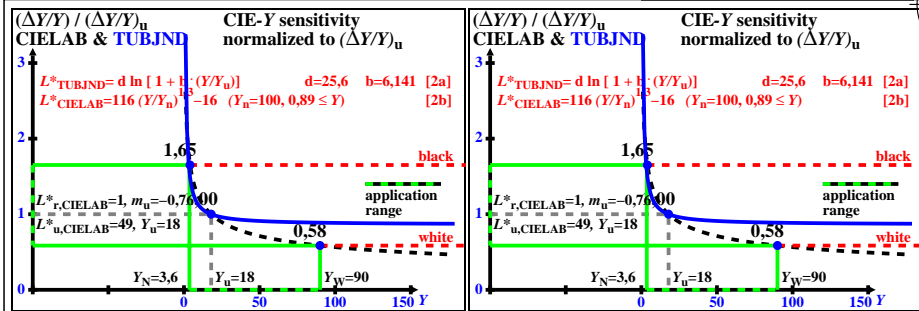 (ΔY/Y) / (ΔY/Y)u CIE-Y sensitivity
CIELAB & TUBJND normalized to (ΔY/Y)u
3
L*TUBJND= d ln [ 1 + b·(Y/Yu)] d=25,6 b=6,141 [2a]
L*CIELAB=116 (Y/Yn)1/3−16 (Yn=100, 0,89 ≤ Y) [2b]
2
1,65
black
L*r,CIELAB=1, mu=−0,76
application
range
1
L*u,CIELAB=49, Yu=18
0,58
white
YN=3,6 Yu=18 YW=90
0
0 50 100 150 Y
(ΔY/Y) / (ΔY/Y)u CIE-Y sensitivity
CIELAB & TUBJND normalized to (ΔY/Y)u
3
L*TUBJND= d ln [ 1 + b·(Y/Yu)] d=25,6 b=6,141 [2a]
L*CIELAB=116 (Y/Yn)1/3−16 (Yn=100, 0,89 ≤ Y) [2b]
2
1,65
black
L*r,CIELAB=1, mu=−0,76
application
range
1
L*u,CIELAB=49, Yu=18
0,58
white
YN=3,6 Yu=18 YW=90
0
0 50 100 150 Y